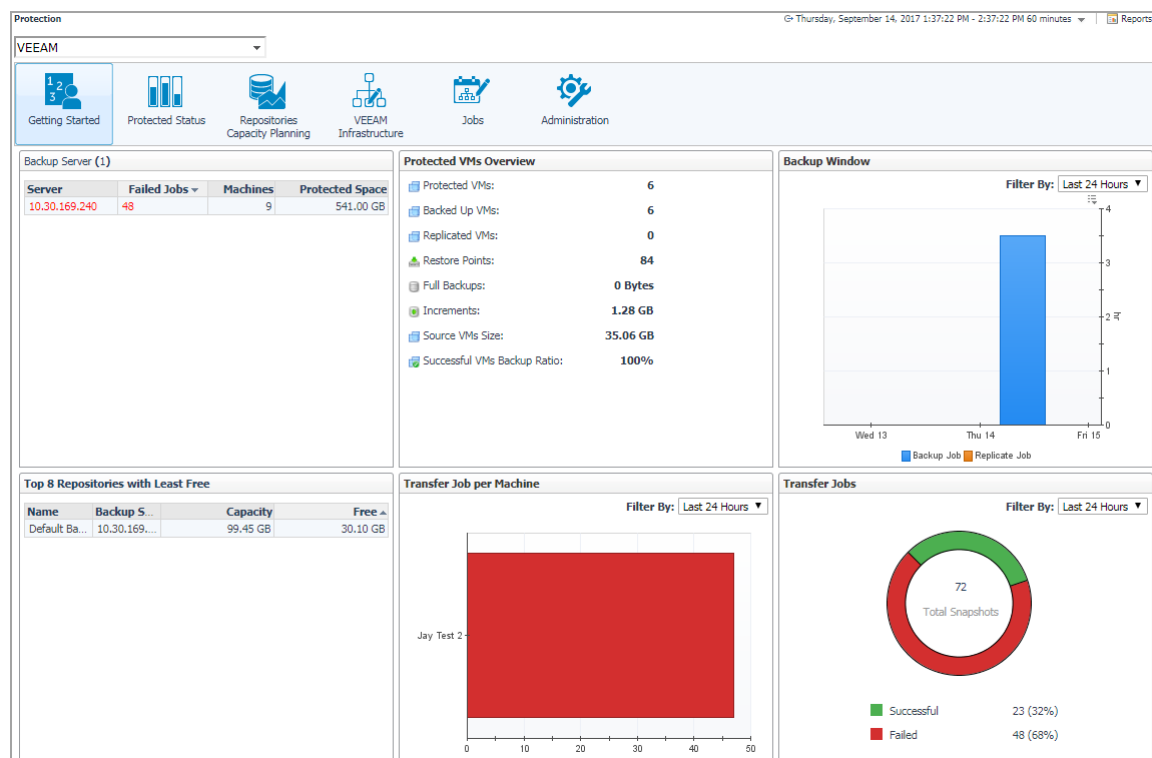 Protection
Thursday, September 14, 2017 1:37:22 PM - 2:37:22 PM 60 minutes
Reports
VEEAM
1 2 3
Getting Started
Protected Status
Repositories
Capacity Planning
VEEAM
Infrastructure
Jobs
Administration
Backup Server (1)
Server Failed Jobs Machines Protected Space
10.30.169.240 48 9 541.00 GB
Protected VMs Overview
Protected VMs: 6
Backed Up VMs: 6
Replicated VMs: 0
Restore Points: 84
Full Backups: 0 Bytes
Increments: 1.28 GB
Source VMs Size: 35.06 GB
Successful VMs Backup Ratio: 100%
Backup Window
Filter By: Last 24 Hours
4
3
2
hr
1
0
Wed 13 Thu 14 Fri 15
Backup Job Replicate Job
Top 8 Repositories with Least Free
Name Backup S... Capacity Free
Default Ba... 10.30.169.... 99.45 GB 30.10 GB
Transfer Job per Machine
Filter By: Last 24 Hours
Jay Test 2
0 10 20 30 40 50
Transfer Jobs
Filter By: Last 24 Hours
72
Total Snapshots
Successful 23 (32%)
Failed 48 (68%)